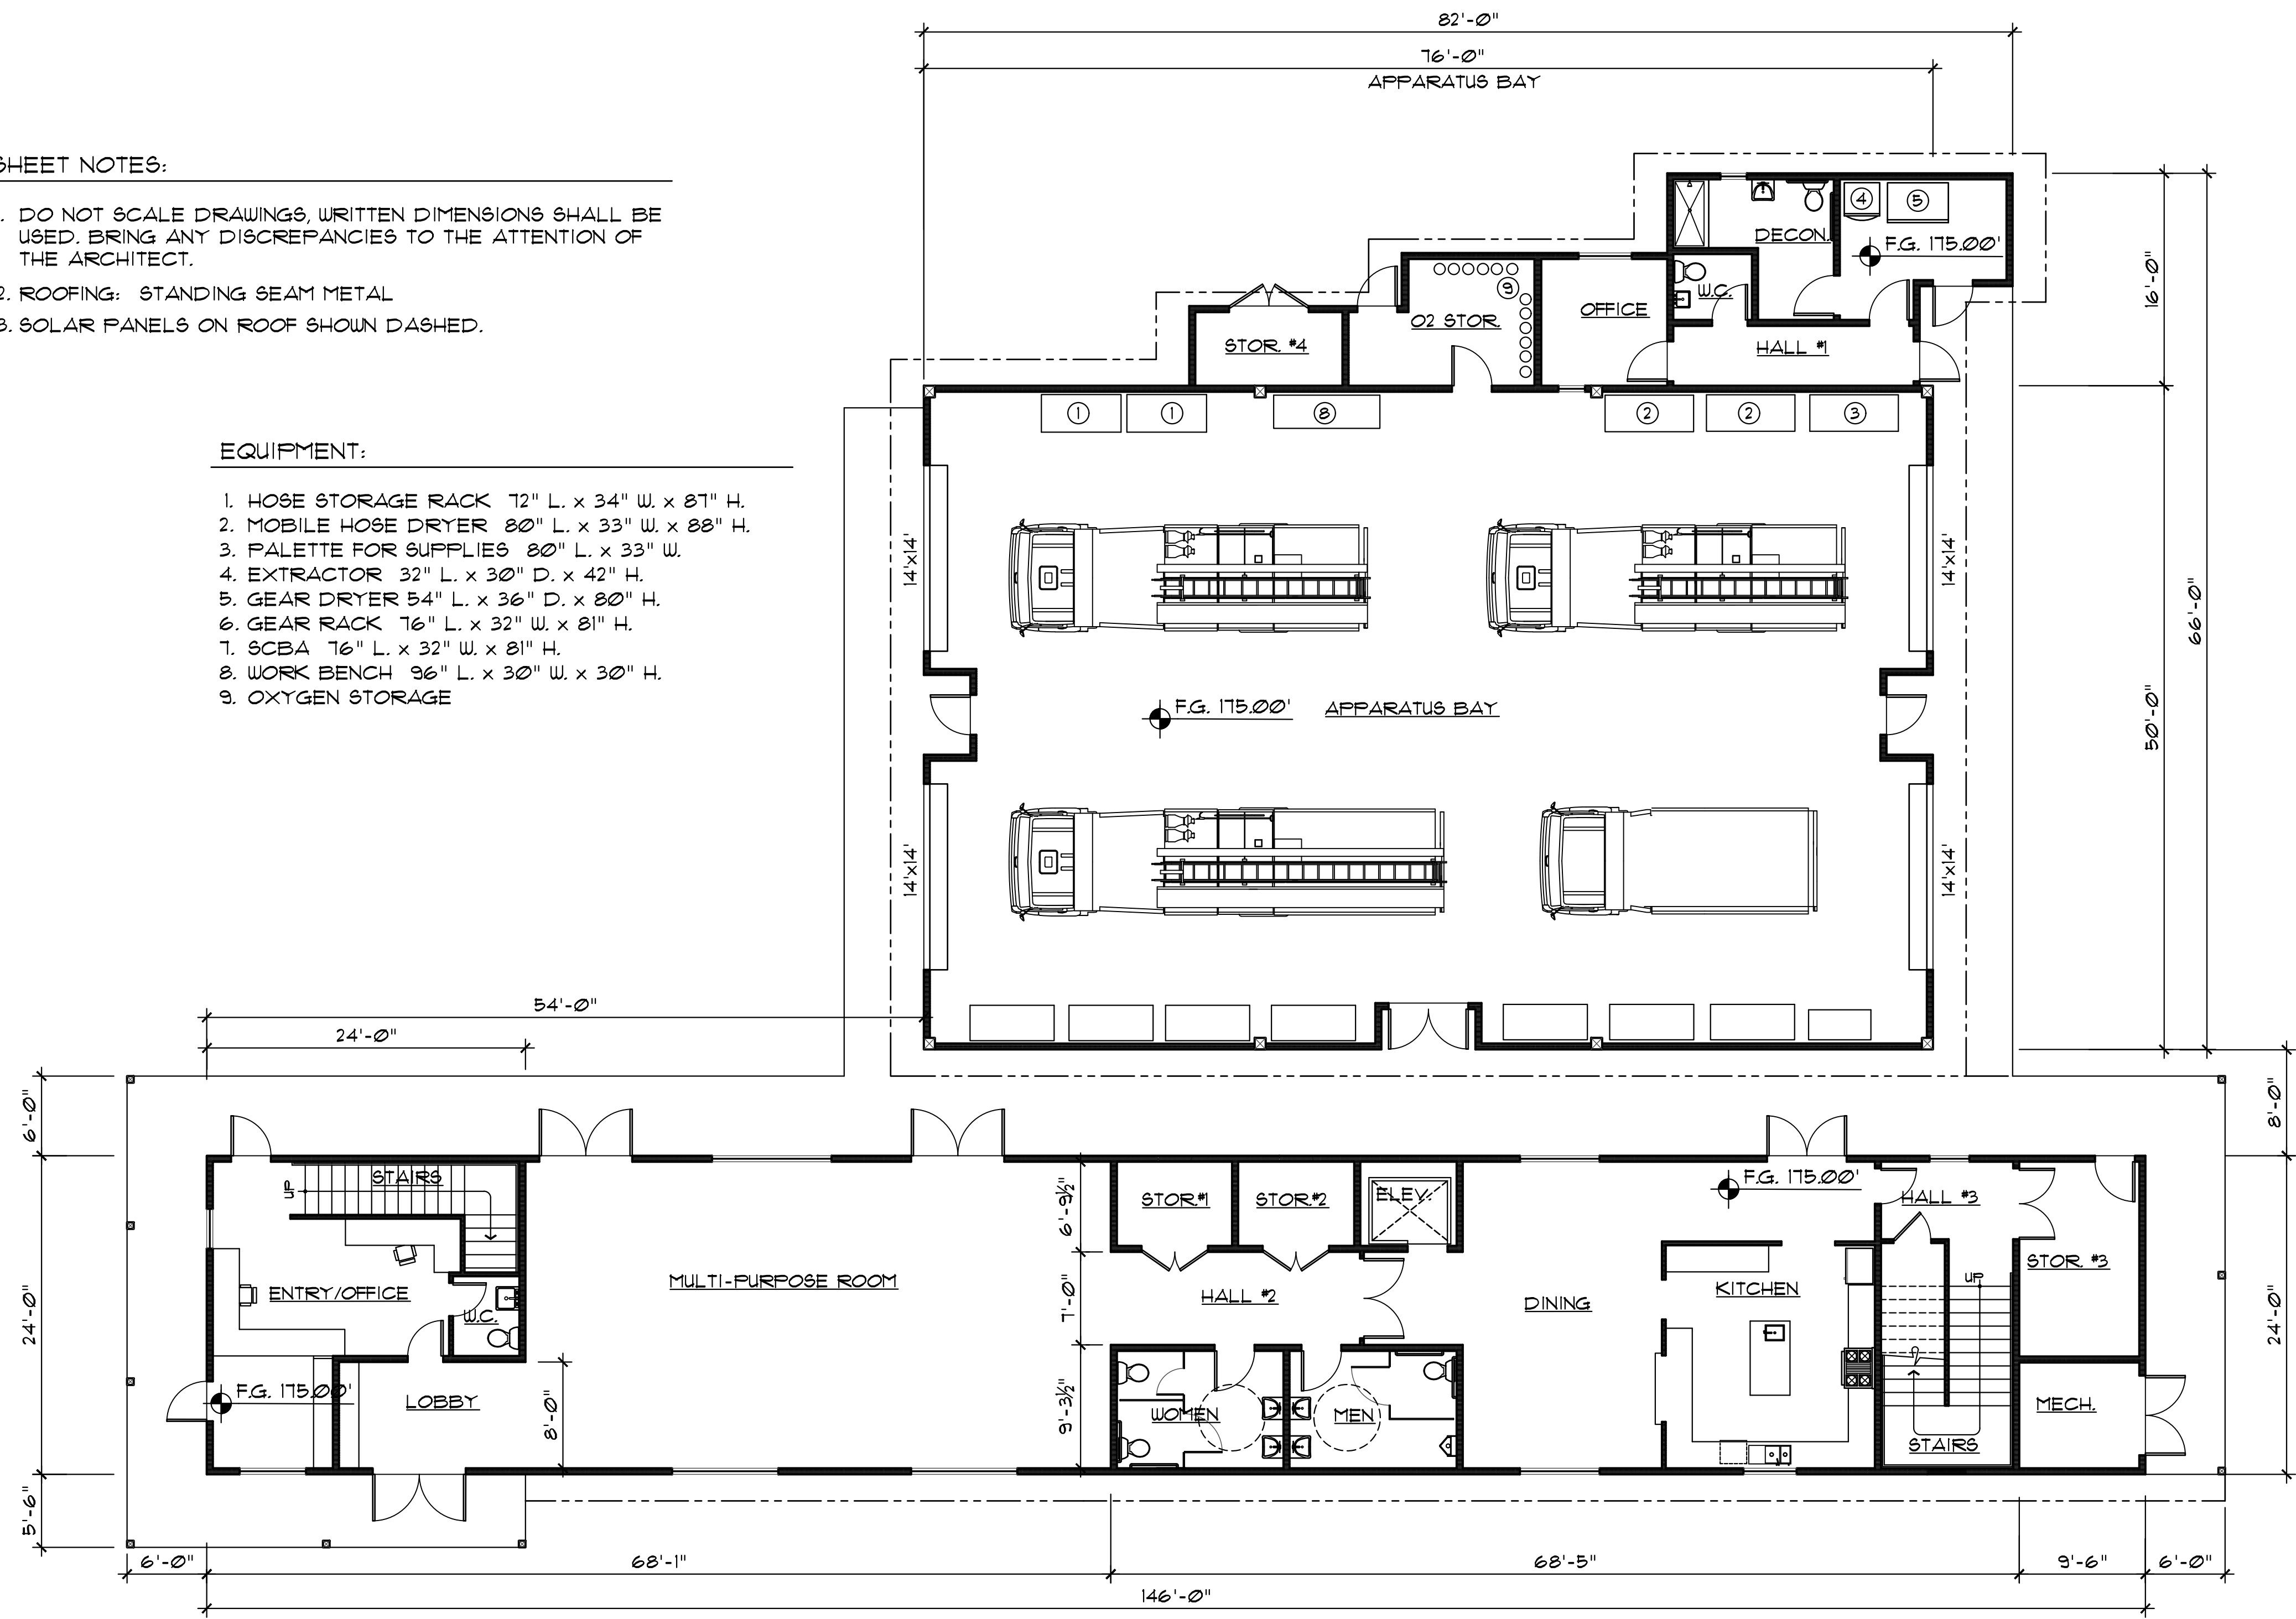 82'-0"
76'-0"
APPARATUS BAY
SHEET NOTES:
. DO NOT SCALE DRAWINGS, WRITTEN DIMENSIONS SHALL BE
USED. BRING ANY DISCREPANCIES TO THE ATTENTION OF
THE ARCHITECT.
2. ROOFING: STANDING SEAM METAL
3. SOLAR PANELS ON ROOF SHOWN DASHED.
EQUIPMENT:
1. HOSE STORAGE RACK 72" L. x 34" W. x 87" H.
2. MOBILE HOSE DRYER 80" L. x 33" W. x 88" H.
3. PALETTE FOR SUPPLIES 80" L. x 33" W.
4. EXTRACTOR 32" L. x 30" D. x 42" H.
5. GEAR DRYER 54" L. x 36" D. x 80" H.
6. GEAR RACK 76" L. x 32" W. x 81" H.
7. SCBA 76" L. x 32" W. x 81" H.
8. WORK BENCH 96" L. x 30" W. x 30" H.
9. OXYGEN STORAGE
4
5
DECON.
F.G. 175.00'
9
W.C.
O2 STOR.
OFFICE
STOR. #4
HALL #1
16'-0"
1
1
8
2
2
3
14'x14'
14'x14'
66'-0"
F.G. 175.00'
APPARATUS BAY
50'-0"
14'x14'
14'x14'
54'-0"
24'-0"
6'-0"
8'-0"
STAIRS
UP
F.G. 175.00'
STOR.#1
STOR.#2
ELEV.
HALL #3
6'-9½"
STOR. #3
UP
MULTI-PURPOSE ROOM
ENTRY/OFFICE
KITCHEN
HALL #2
DINING
7'-0"
W.C.
24'-0"
24'-0"
F.G. 175.00'
LOBBY
8'-0"
9'-3½"
WOMEN
MEN
MECH.
STAIRS
5'-6"
6'-0"
68'-1"
68'-5"
9'-6"
6'-0"
146'-0"